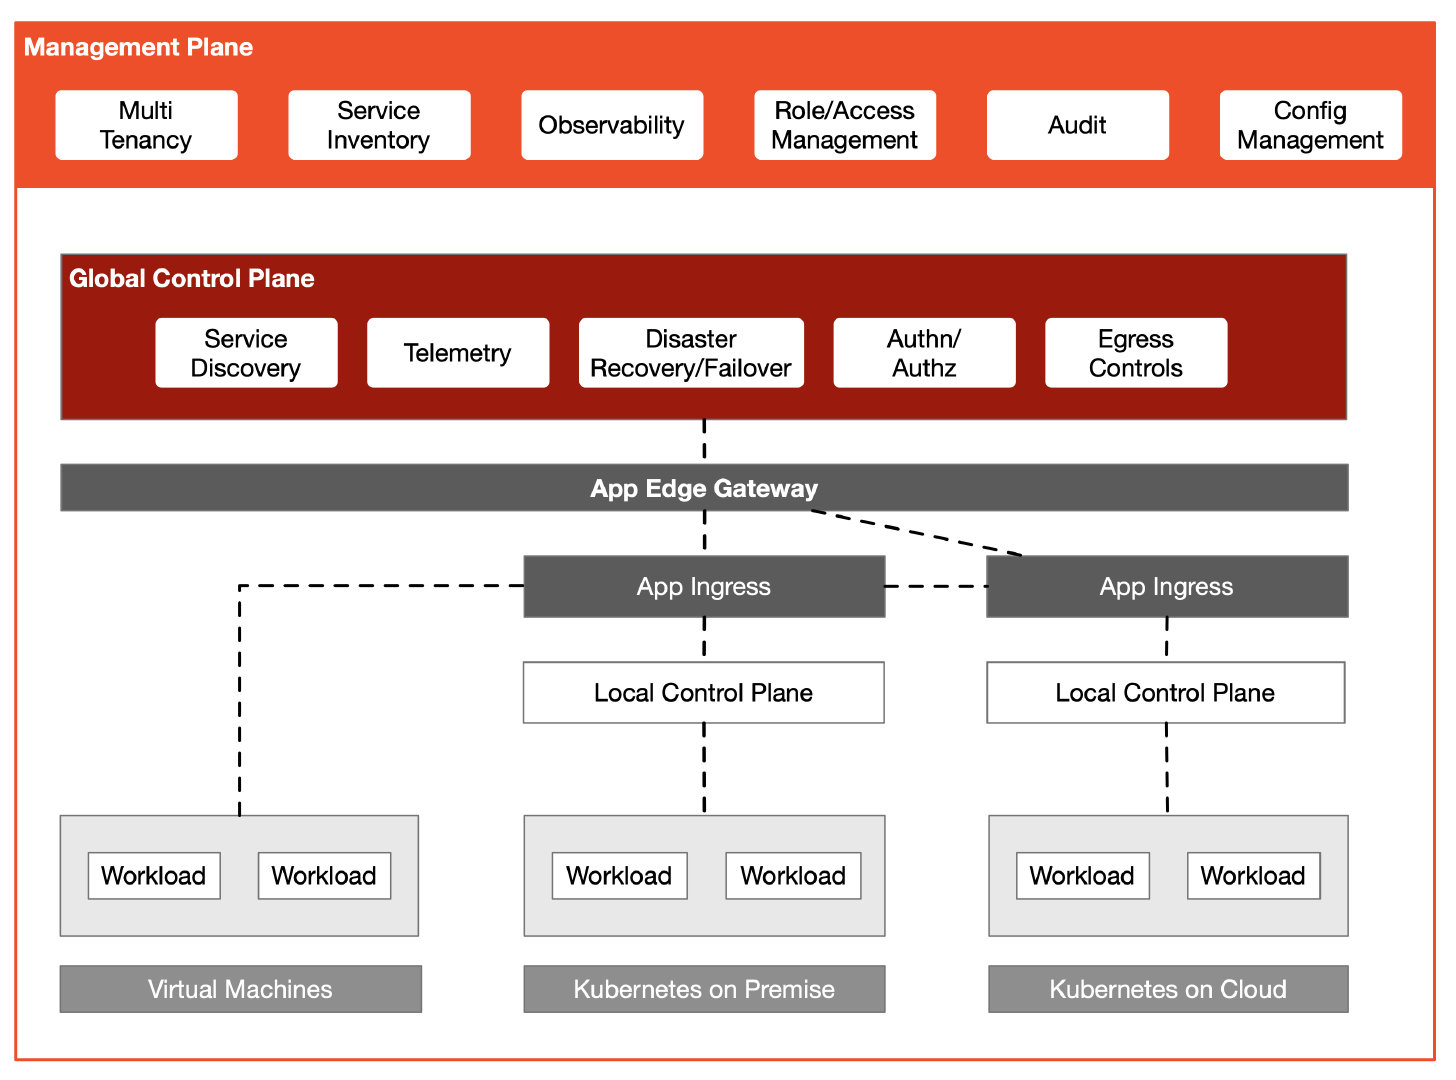 Management Plane
Multi
Tenancy
Service
Inventory
Observability
Role/Access
Management
Audit
Config
Management
Global Control Plane
Service
Discovery
Telemetry
Disaster
Recovery/Failover
Authn/
Authz
Egress
Controls
App Edge Gateway
App Ingress
App Ingress
Local Control Plane
Local Control Plane
Workload
Workload
Workload
Workload
Workload
Workload
Virtual Machines
Kubernetes on Premise
Kubernetes on Cloud